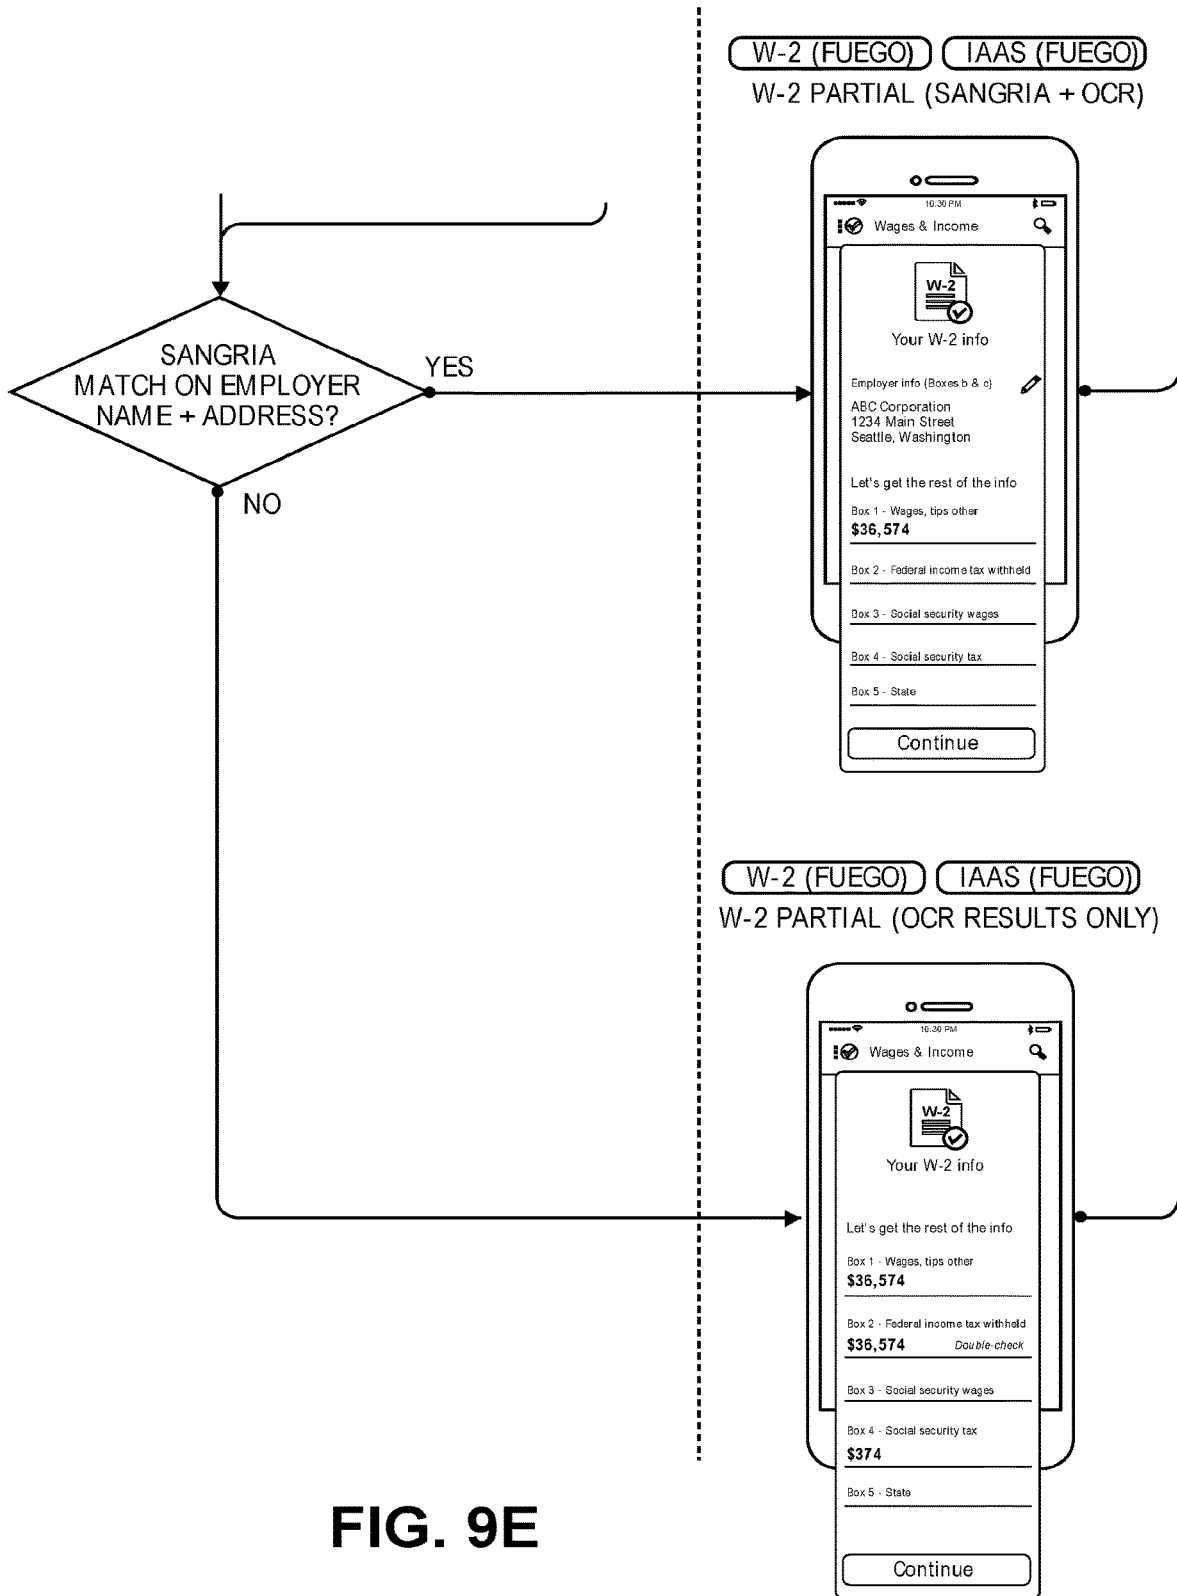 W-2 (FUEGO) IAAS (FUEGO)
W-2 PARTIAL (SANGRIA + OCR)
10:30 PM
Wages & Income
W-2
Your W-2 info
SANGRIA
MATCH ON EMPLOYER
NAME + ADDRESS?
YES
NO
Employer info (Boxes b & c)
ABC Corporation
1234 Main Street
Seattle, Washington
Let's get the rest of the info
Box 1 - Wages, tips other
$36,574
Box 2 - Federal income tax withheld
Box 3 - Social security wages
Box 4 - Social security tax
Box 5 - State
Continue
W-2 (FUEGO) IAAS (FUEGO)
W-2 PARTIAL (OCR RESULTS ONLY)
10:30 PM
Wages & Income
W-2
Your W-2 info
Let's get the rest of the info
Box 1 - Wages, tips other
$36,574
Box 2 - Federal income tax withheld
$36,574 Double-check
Box 3 - Social security wages
Box 4 - Social security tax
$374
Box 5 - State
Continue
FIG. 9E